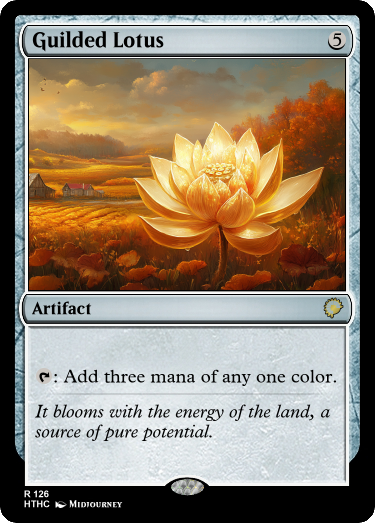 Guilded Lotus 5
Artifact
: Add three mana of any one color.
It blooms with the energy of the land, a
source of pure potential.
R 126
HTHC Midjourney